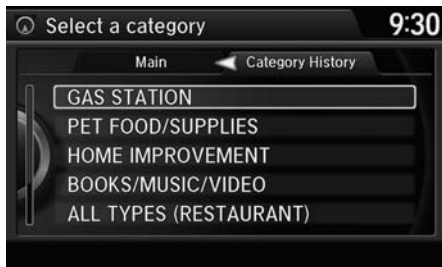 Select a category 9:30
Main Category History
GAS STATION
PET FOOD/SUPPLIES
HOME IMPROVEMENT
BOOKS/MUSIC/VIDEO
ALL TYPES (RESTAURANT)